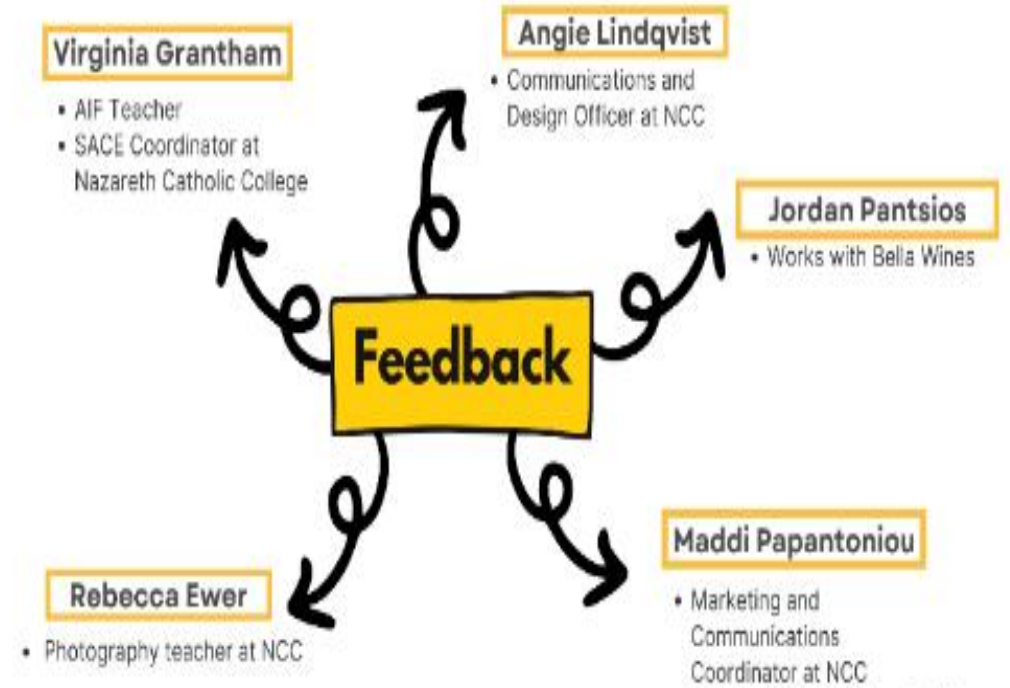 Virginia Grantham
• AIF Teacher
• SACE Coordinator at
Nazareth Catholic College
Angie Lindqvist
• Communications and
Design Officer at NCC
Jordan Pantsios
• Works with Bella Wines
Feedback
Rebecca Ewer
• Photography teacher at NCC
Maddi Papantoniou
• Marketing and
Communications
Coordinator at NCC